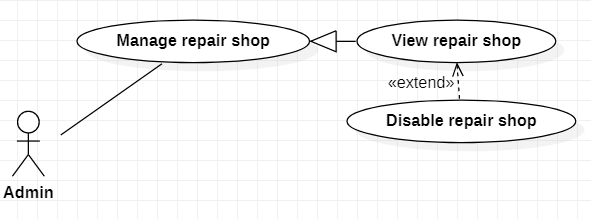 Manage repair shop
View repair shop
«extend»
Disable repair shop
Admin